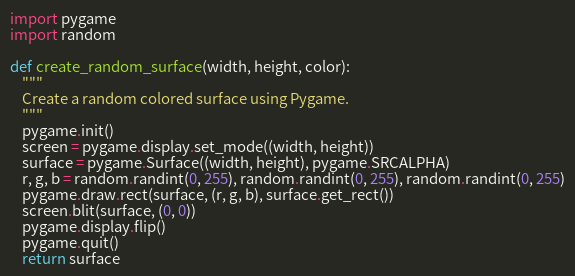 import pygame
import random

def create_random_surface(width, height, color):
    """
    Create a random colored surface using Pygame.
    """
    pygame.init()
    screen = pygame.display.set_mode((width, height))
    surface = pygame.Surface((width, height), pygame.SRCALPHA)
    r, g, b = random.randint(0, 255), random.randint(0, 255), random.randint(0, 255)
    pygame.draw.rect(surface, (r, g, b), surface.get_rect())
    screen.blit(surface, (0, 0))
    pygame.display.flip()
    pygame.quit()
    return surface